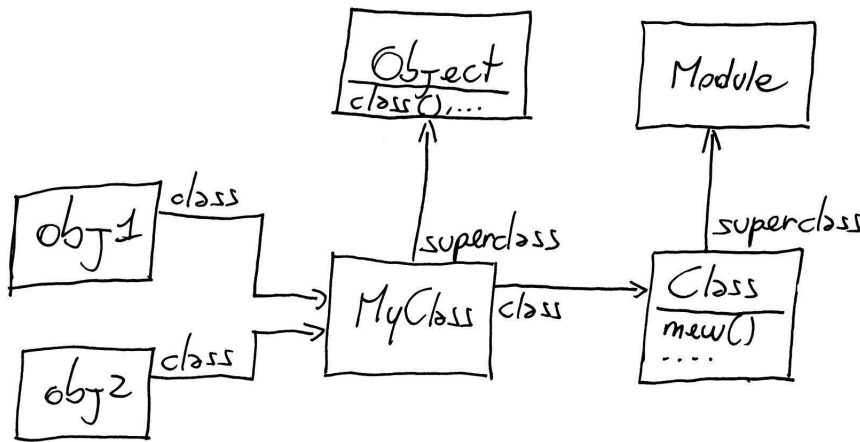 Object
class(),...
Module
class
obj1
superclass
superclass
MyClass
class
Class
new()
....
class
obj2